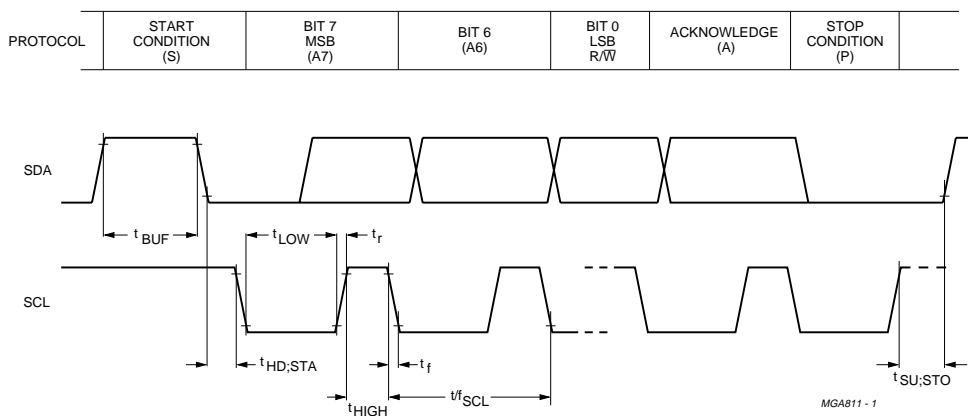 PROTOCOL
START
CONDITION
(S)
BIT 7
MSB
(A7)
BIT 6
(A6)
BIT 0
LSB
R/W̅
ACKNOWLEDGE
(A)
STOP
CONDITION
(P)
SDA
t BUF
t LOW
t r
SCL
t HD;STA
t f
t HIGH
t/f SCL
t SU;STO
MGA811 - 1